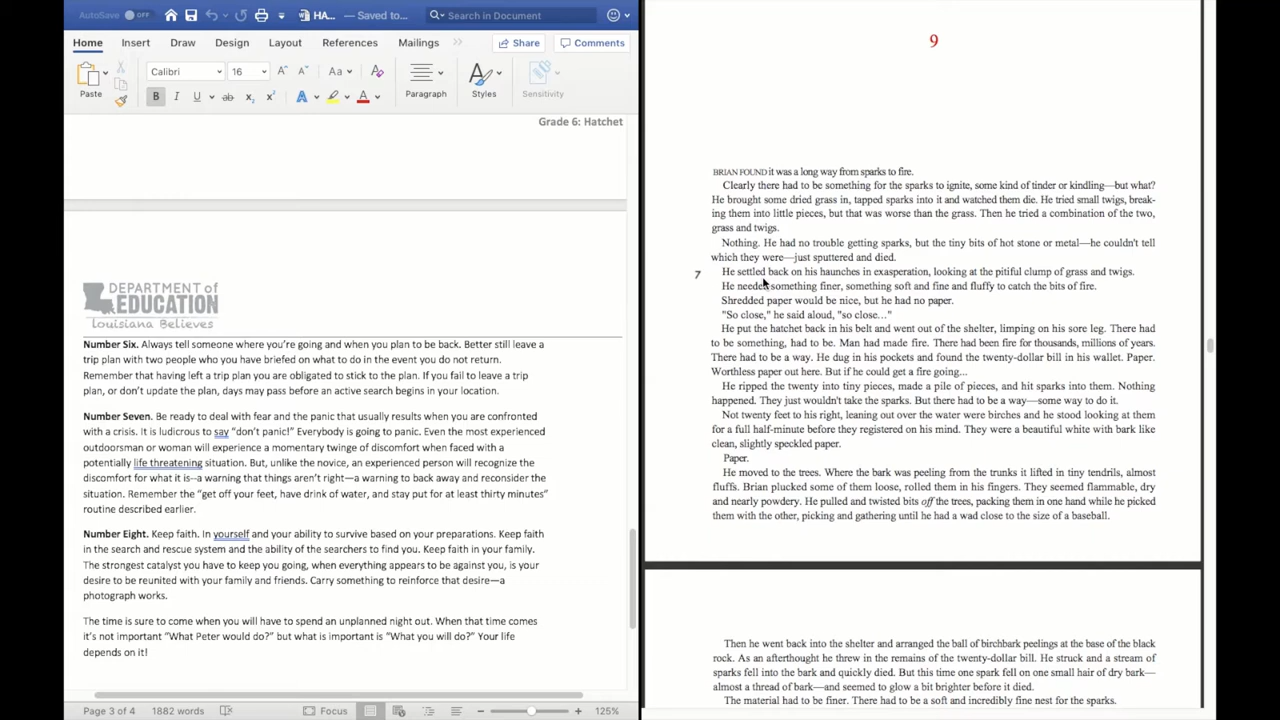 AutoSave OFF
HA...
— Saved to...
Search in Document
Home
Insert
Draw
Design
Layout
References
Mailings
Share
Comments
Paste
Calibri
16
Aa
B
I
U
ab
x2
x2
A
A
Paragraph
Styles
Sensitivity
Grade 6: Hatchet
DEPARTMENT of
EDUCATION
Louisiana Believes
Number Six. Always tell someone where you're going and when you plan to be back. Better still leave a
trip plan with two people who you have briefed on what to do in the event you do not return.
Remember that having left a trip plan you are obligated to stick to the plan. If you fail to leave a trip
plan, or don't update the plan, days may pass before an active search begins in your location.
Number Seven. Be ready to deal with fear and the panic that usually results when you are confronted
with a crisis. It is ludicrous to say "don't panic!" Everybody is going to panic. Even the most experienced
outdoorsman or woman will experience a momentary twinge of discomfort when faced with a
potentially life threatening situation. But, unlike the novice, an experienced person will recognize the
discomfort for what it is--a warning that things aren't right—a warning to back away and reconsider the
situation. Remember the "get off your feet, have drink of water, and stay put for at least thirty minutes"
routine described earlier.
Number Eight. Keep faith. In yourself and your ability to survive based on your preparations. Keep faith
in the search and rescue system and the ability of the searchers to find you. Keep faith in your family.
The strongest catalyst you have to keep you going, when everything appears to be against you, is your
desire to be reunited with your family and friends. Carry something to reinforce that desire—a
photograph works.
The time is sure to come when you will have to spend an unplanned night out. When that time comes
it's not important "What Peter would do?" but what is important is "What you will do?" Your life
depends on it!
Page 3 of 4
1882 words
Focus
125%
9
BRIAN FOUND it was a long way from sparks to fire.
Clearly there had to be something for the sparks to ignite, some kind of tinder or kindling—but what?
He brought some dried grass in, tapped sparks into it and watched them die. He tried small twigs, break-
ing them into little pieces, but that was worse than the grass. Then he tried a combination of the two,
grass and twigs.
Nothing. He had no trouble getting sparks, but the tiny bits of hot stone or metal—he couldn't tell
which they were—just sputtered and died.
7
He settled back on his haunches in exasperation, looking at the pitiful clump of grass and twigs.
He needed something finer, something soft and fine and fluffy to catch the bits of fire.
Shredded paper would be nice, but he had no paper.
"So close," he said aloud, "so close..."
He put the hatchet back in his belt and went out of the shelter, limping on his sore leg. There had
to be something, had to be. Man had made fire. There had been fire for thousands, millions of years.
There had to be a way. He dug in his pockets and found the twenty-dollar bill in his wallet. Paper.
Worthless paper out here. But if he could get a fire going...
He ripped the twenty into tiny pieces, made a pile of pieces, and hit sparks into them. Nothing
happened. They just wouldn't take the sparks. But there had to be a way—some way to do it.
Not twenty feet to his right, leaning out over the water were birches and he stood looking at them
for a full half-minute before they registered on his mind. They were a beautiful white with bark like
clean, slightly speckled paper.
Paper.
He moved to the trees. Where the bark was peeling from the trunks it lifted in tiny tendrils, almost
fluffs. Brian plucked some of them loose, rolled them in his fingers. They seemed flammable, dry
and nearly powdery. He pulled and twisted bits off the trees, packing them in one hand while he picked
them with the other, picking and gathering until he had a wad close to the size of a baseball.
Then he went back into the shelter and arranged the ball of birchbark peelings at the base of the black
rock. As an afterthought he threw in the remains of the twenty-dollar bill. He struck and a stream of
sparks fell into the bark and quickly died. But this time one spark fell on one small hair of dry bark—
almost a thread of bark—and seemed to glow a bit brighter before it died.
The material had to be finer. There had to be a soft and incredibly fine nest for the sparks.